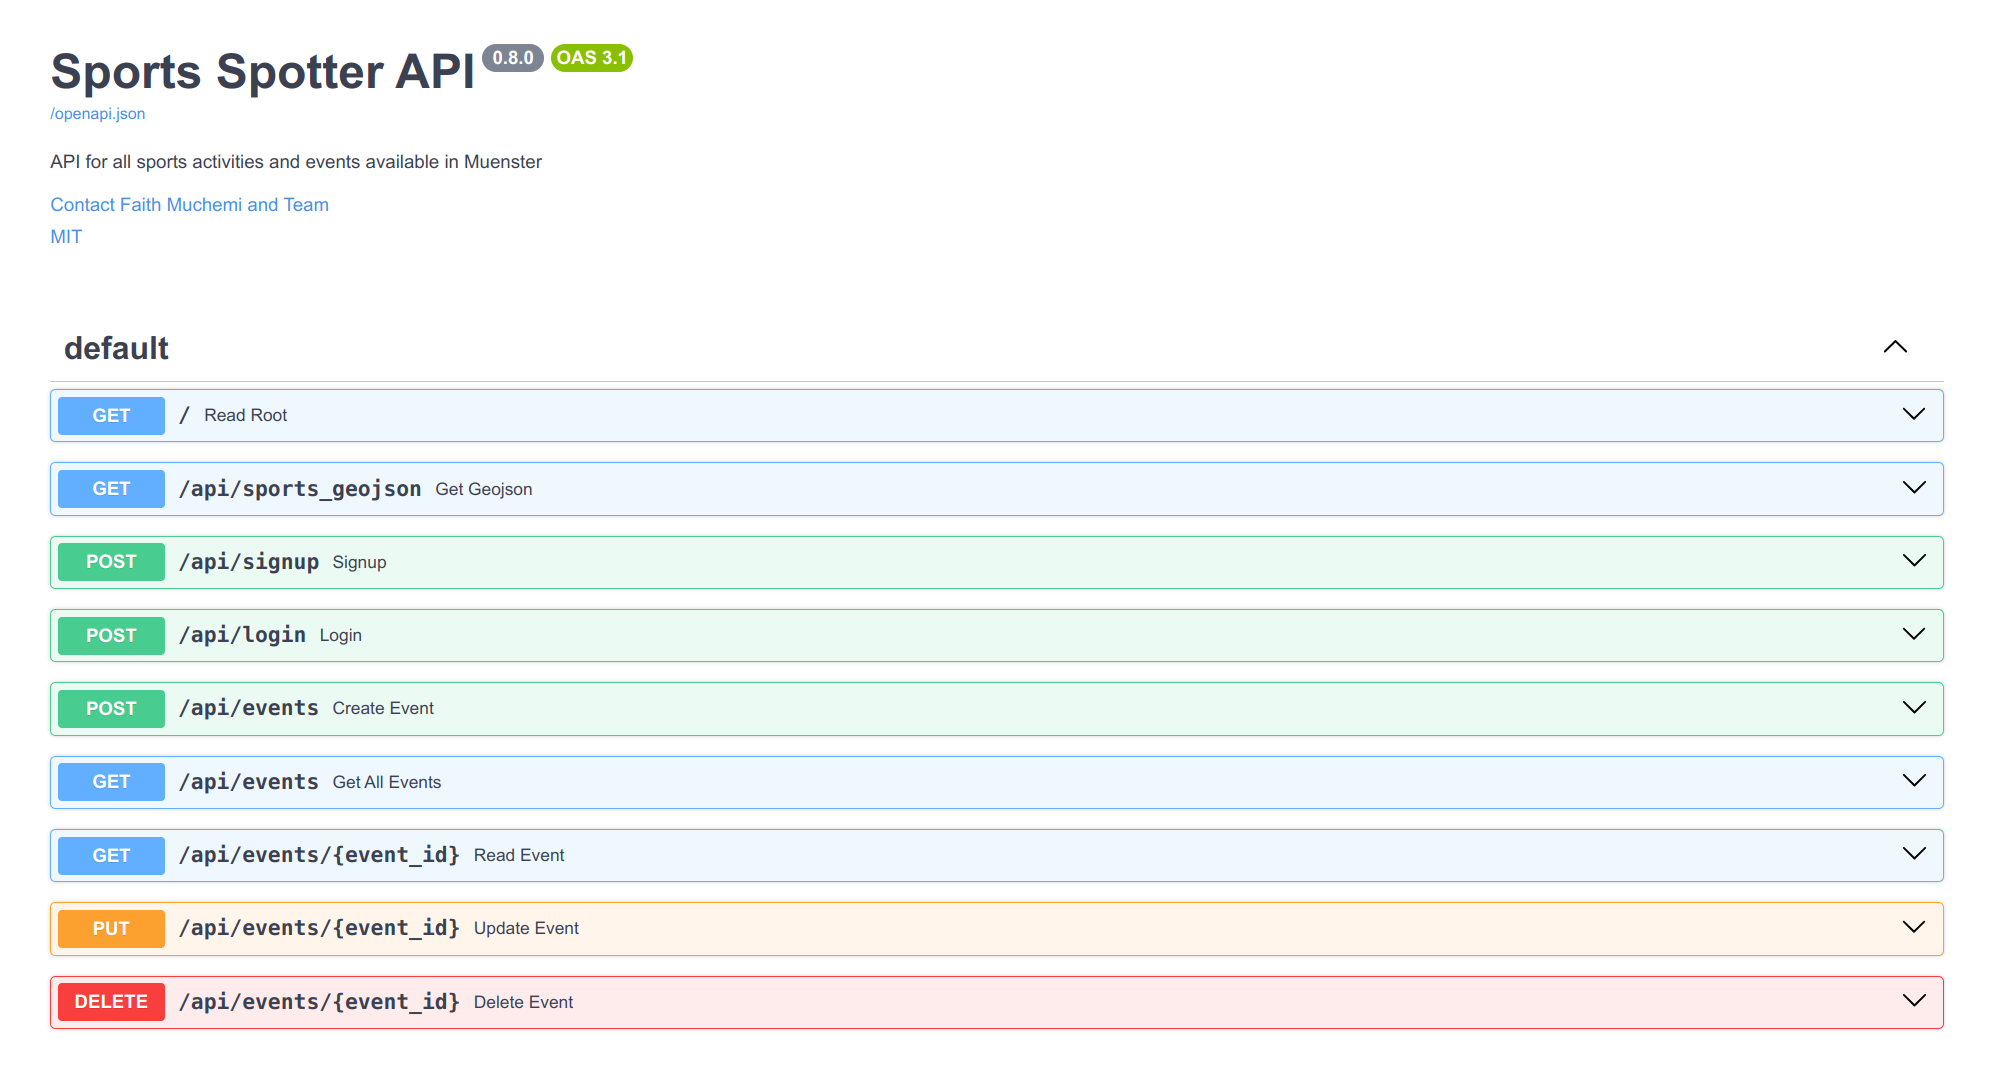 Sports Spotter API 0.8.0 OAS 3.1
/openapi.json
API for all sports activities and events available in Muenster
Contact Faith Muchemi and Team
MIT
default
GET / Read Root
GET /api/sports_geojson Get Geojson
POST /api/signup Signup
POST /api/login Login
POST /api/events Create Event
GET /api/events Get All Events
GET /api/events/{event_id} Read Event
PUT /api/events/{event_id} Update Event
DELETE /api/events/{event_id} Delete Event